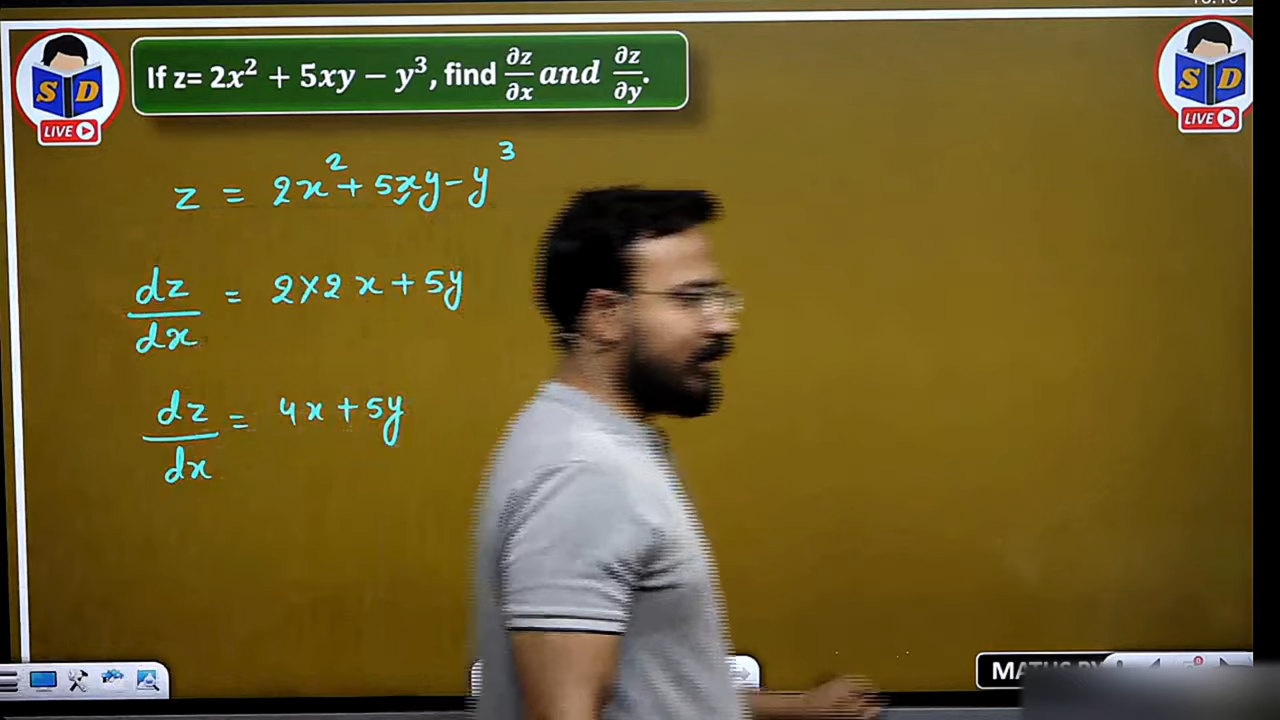 If z= 2x² + 5xy − y³, find ∂z/∂x and ∂z/∂y.
S D
LIVE
S D
LIVE
z = 2x² + 5xy − y³
dz/dx = 2×2x + 5y
dz/dx = 4x + 5y